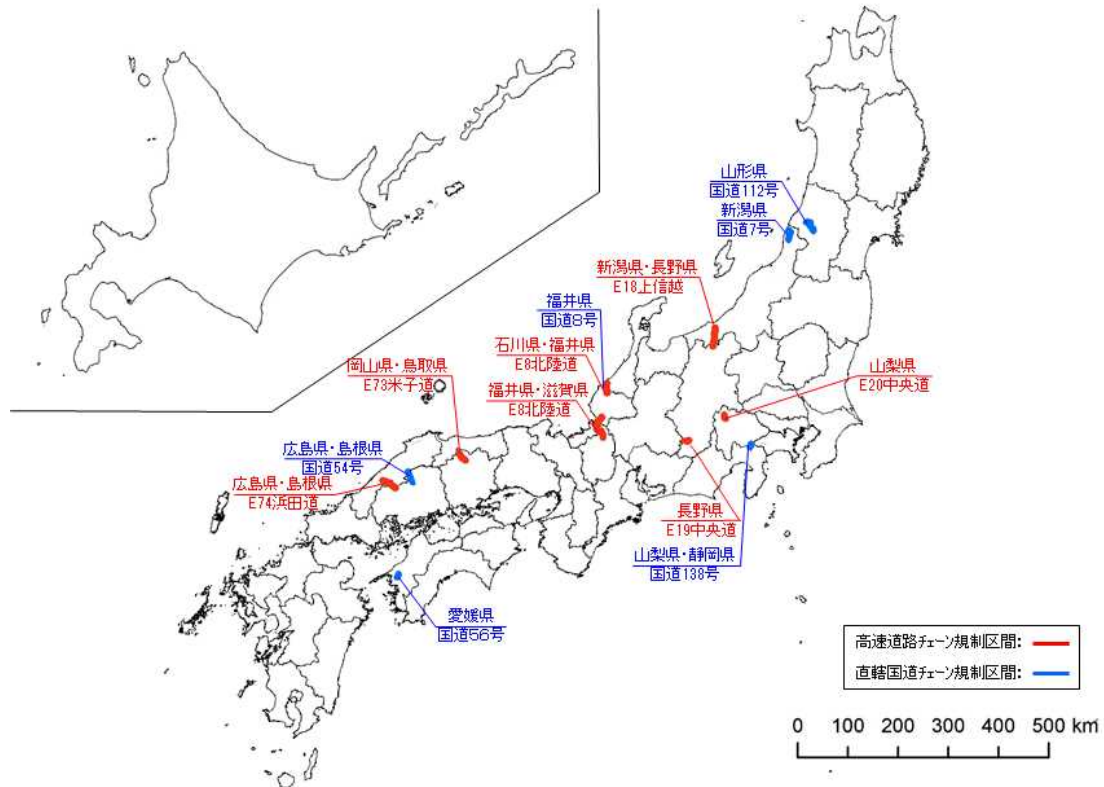 山形県
国道112号
新潟県
国道7号
新潟県・長野県
E18上信越
福井県
国道8号
石川県・福井県
E8北陸道
岡山県・鳥取県
E73米子道
福井県・滋賀県
E8北陸道
山梨県
E20中央道
広島県・島根県
国道54号
広島県・島根県
E74浜田道
長野県
E19中央道
山梨県・静岡県
国道138号
愛媛県
国道56号
高速道路チェーン規制区間:
直轄国道チェーン規制区間:
0 100 200 300 400 500 km